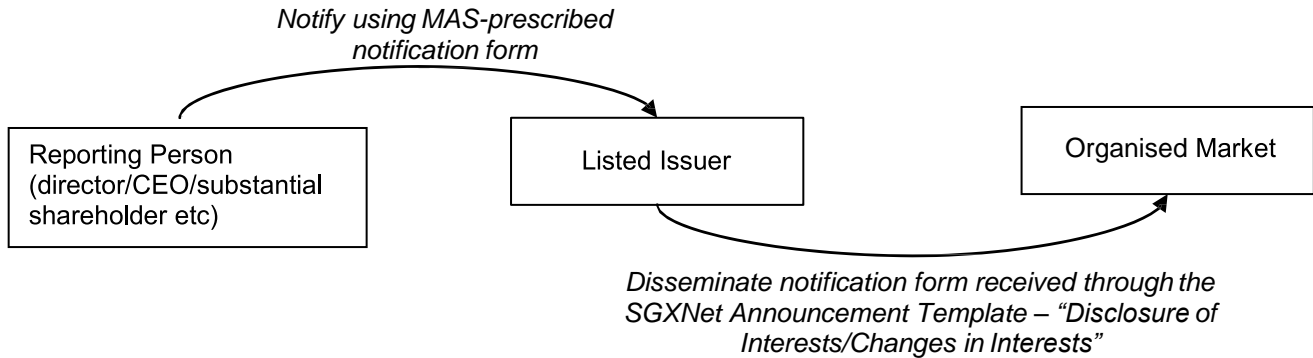 Notify using MAS-prescribed
notification form
Reporting Person
(director/CEO/substantial
shareholder etc)
Listed Issuer
Organised Market
Disseminate notification form received through the
SGXNet Announcement Template – “Disclosure of
Interests/Changes in Interests”